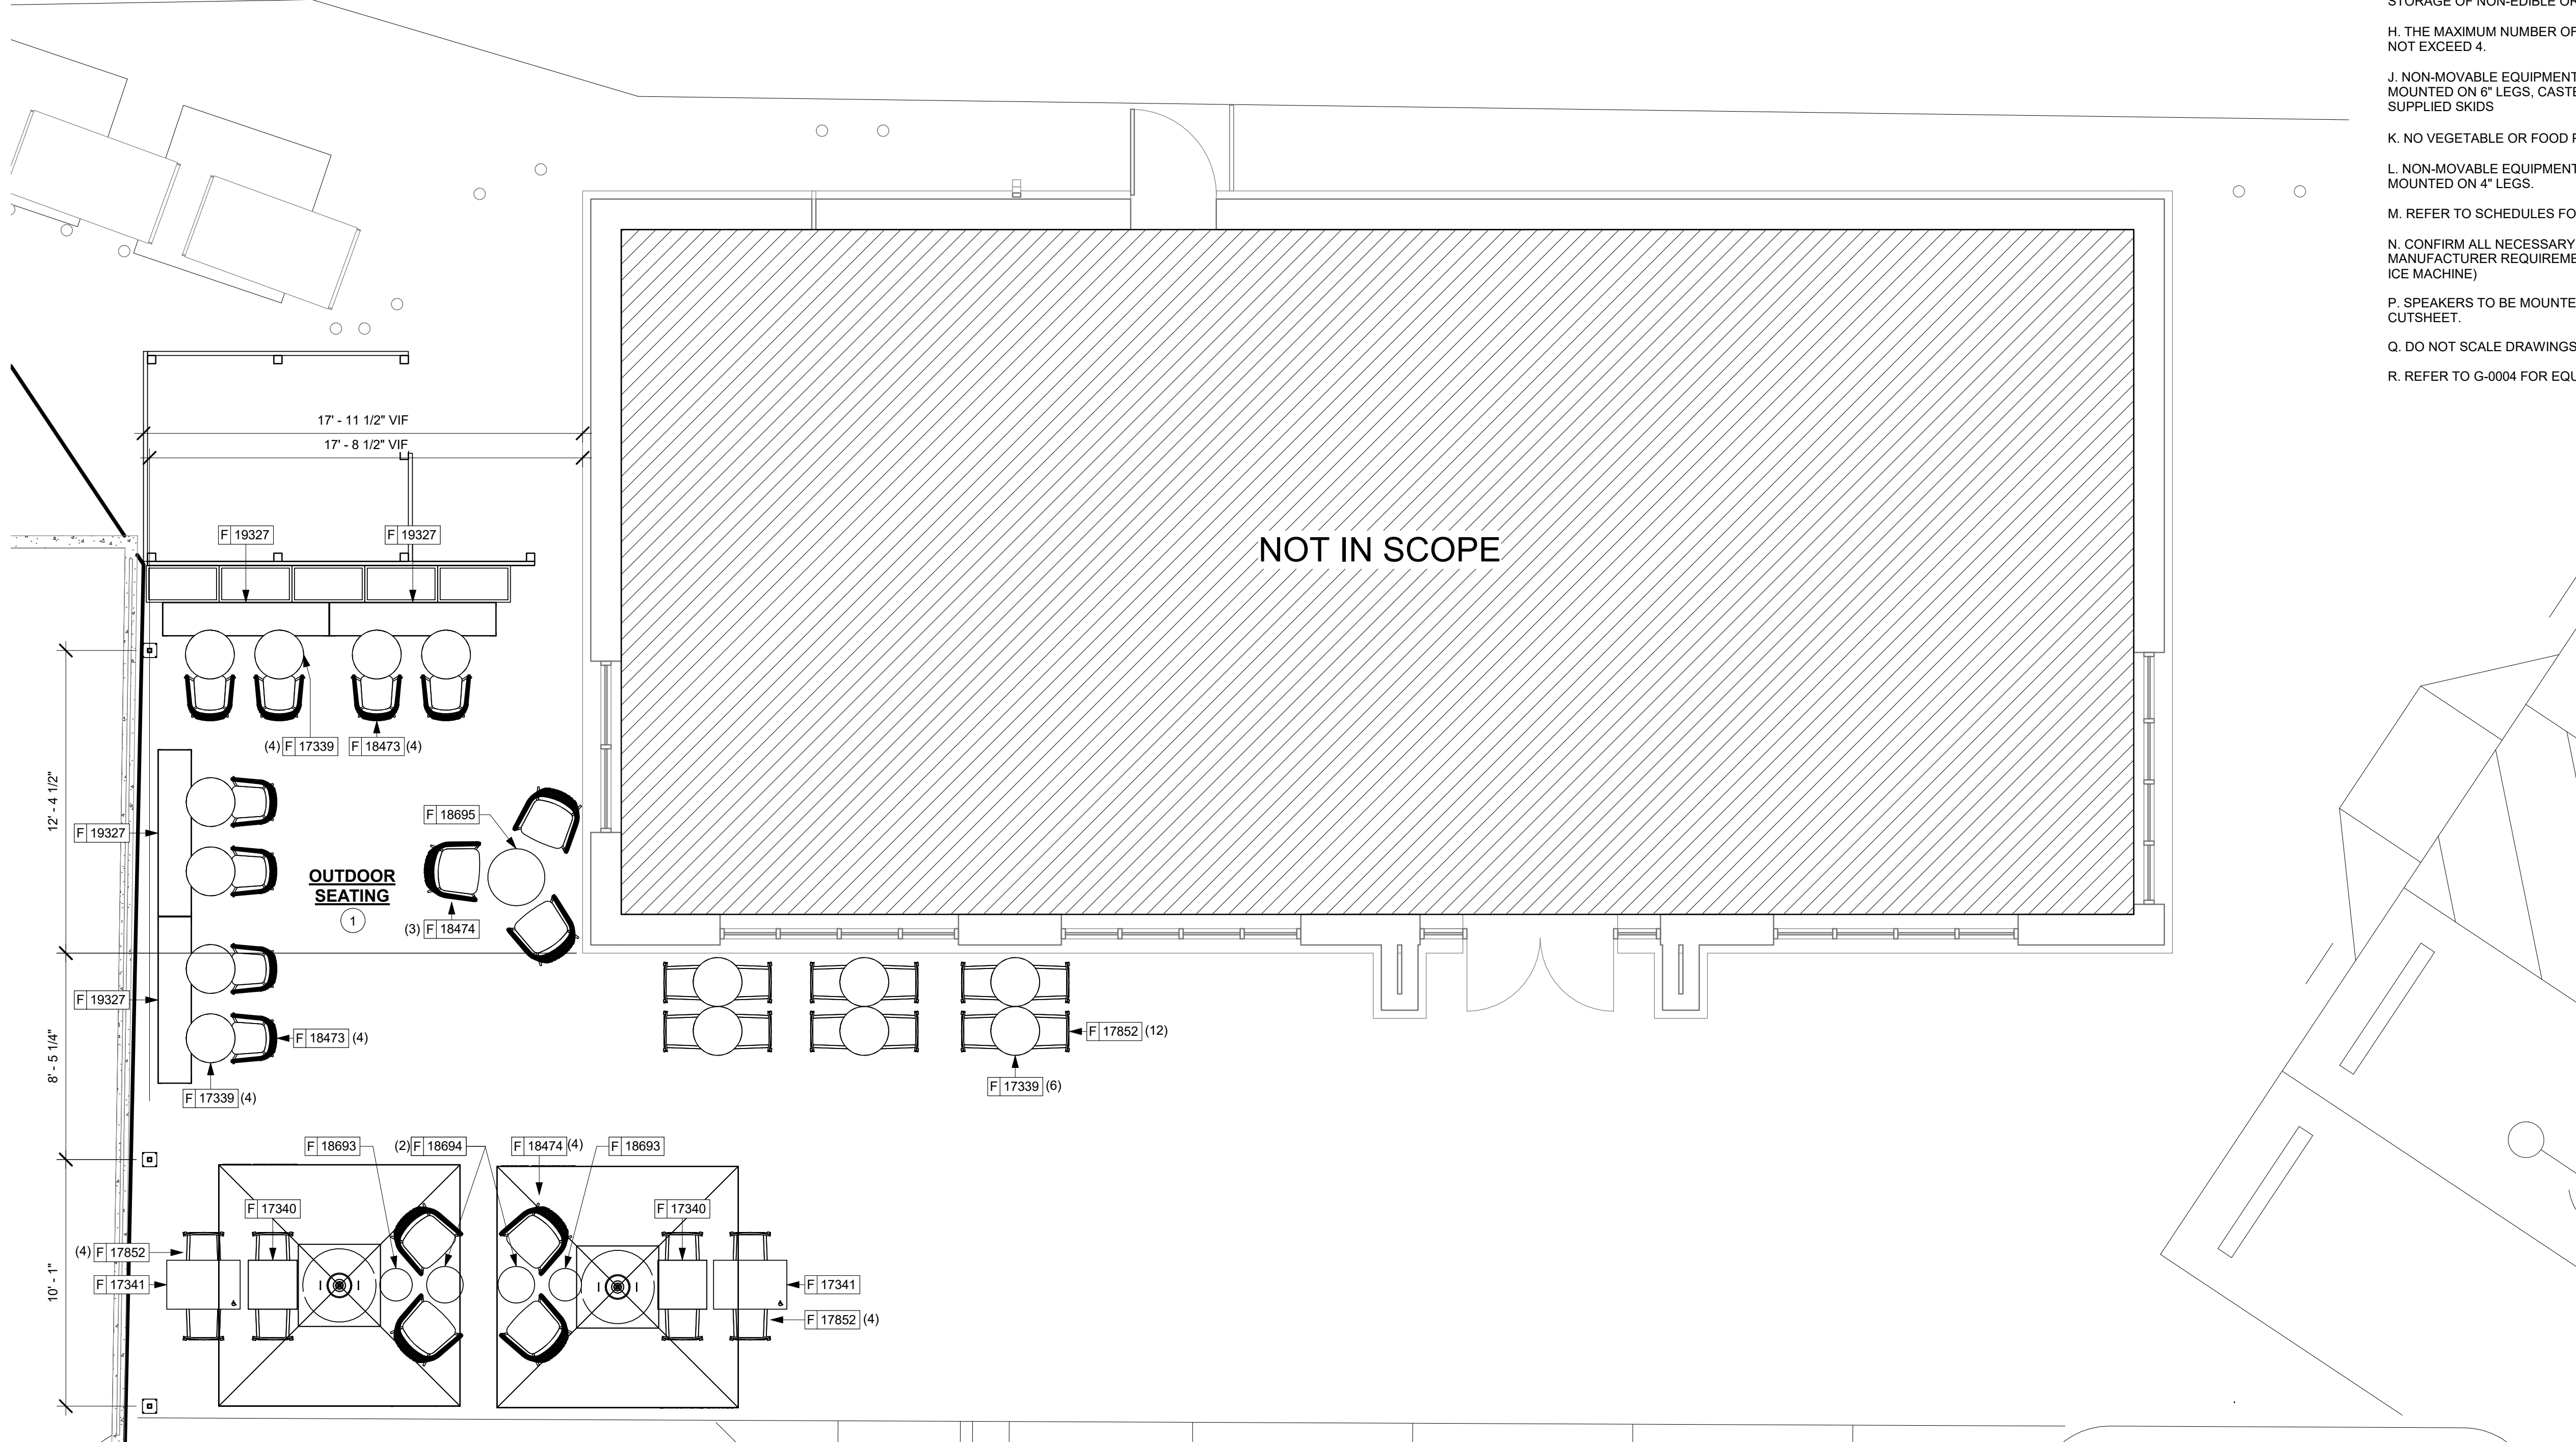 STORAGE OF NON-EDIBLE OR
H. THE MAXIMUM NUMBER OF
NOT EXCEED 4.
J. NON-MOVABLE EQUIPMENT
MOUNTED ON 6" LEGS, CASTE
SUPPLIED SKIDS
K. NO VEGETABLE OR FOOD P
L. NON-MOVABLE EQUIPMENT
MOUNTED ON 4" LEGS.
M. REFER TO SCHEDULES FO
N. CONFIRM ALL NECESSARY
MANUFACTURER REQUIREME
ICE MACHINE)
P. SPEAKERS TO BE MOUNTE
CUTSHEET.
Q. DO NOT SCALE DRAWINGS
R. REFER TO G-0004 FOR EQU
17' - 11 1/2" VIF
17' - 8 1/2" VIF
F 19327
F 19327
NOT IN SCOPE
(4) F 17339
F 18473 (4)
12' - 4 1/2"
F 18695
F 19327
OUTDOOR
SEATING
1
(3) F 18474
F 19327
F 18473 (4)
F 17852 (12)
8' - 5 1/4"
F 17339 (6)
F 17339 (4)
F 18693
(2) F 18694
F 18474 (4)
F 18693
F 17340
F 17340
(4) F 17852
F 17341
F 17341
10' - 1"
F 17852 (4)